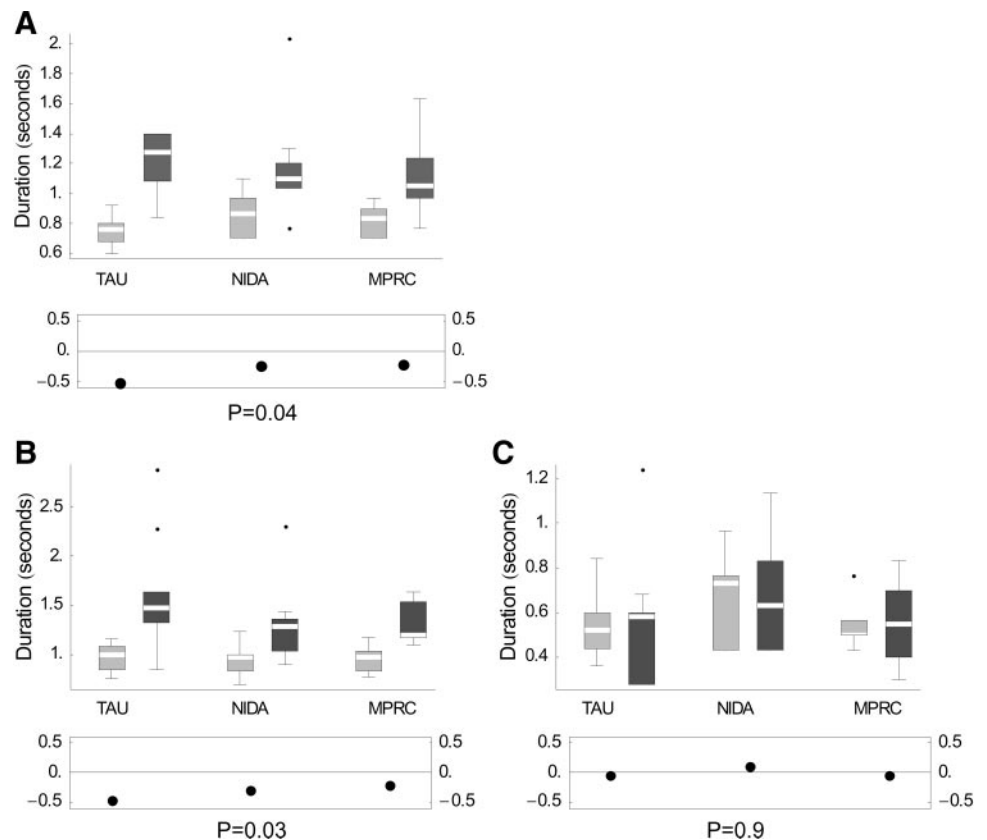 A
Duration (seconds)
2.
1.8
1.6
1.4
1.2
1.
0.8
0.6
TAU NIDA MPRC
0.5 0.5
0. 0.
−0.5 −0.5
P=0.04
B
Duration (seconds)
2.5
2.
1.5
1.
TAU NIDA MPRC
0.5 0.5
0. 0.
−0.5 −0.5
P=0.03
C
Duration (seconds)
1.2
1.
0.8
0.6
0.4
TAU NIDA MPRC
0.5 0.5
0. 0.
−0.5 −0.5
P=0.9